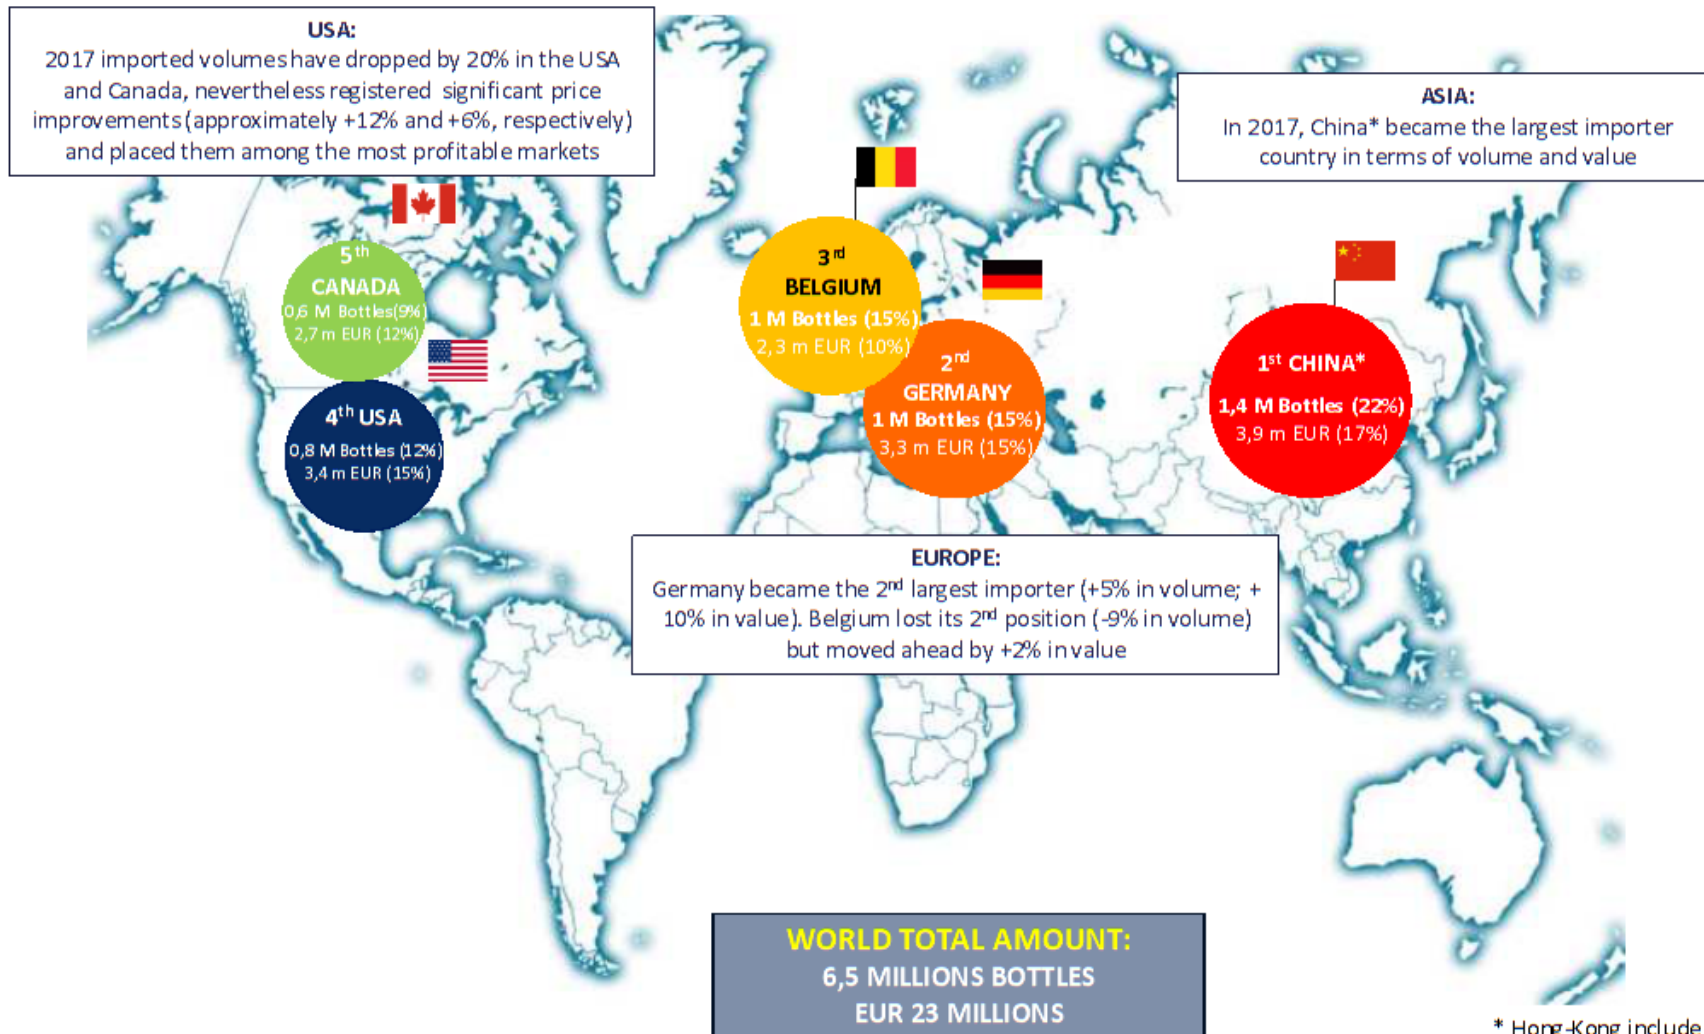 USA:
2017 imported volumes have dropped by 20% in the USA
and Canada, nevertheless registered significant price
improvements (approximately +12% and +6%, respectively)
and placed them among the most profitable markets
ASIA:
In 2017, China* became the largest importer
country in terms of volume and value
5th
CANADA
0,6 M Bottles(9%)
2,7 m EUR (12%)
4th USA
0,8 M Bottles (12%)
3,4 m EUR (15%)
3rd
BELGIUM
1 M Bottles (15%)
2,3 m EUR (10%)
2nd
GERMANY
1 M Bottles (15%)
3,3 m EUR (15%)
1st CHINA*
1,4 M Bottles (22%)
3,9 m EUR (17%)
EUROPE:
Germany became the 2nd largest importer (+5% in volume; +
10% in value). Belgium lost its 2nd position (-9% in volume)
but moved ahead by +2% in value
WORLD TOTAL AMOUNT:
6,5 MILLIONS BOTTLES
EUR 23 MILLIONS
* Hong-Kong include